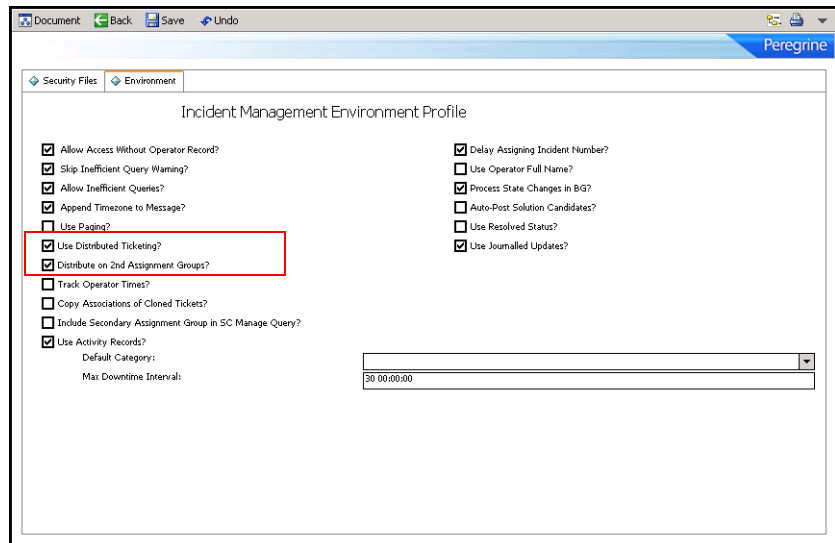 Document Back Save Undo
Peregrine
Security Files Environment
Incident Management Environment Profile
Allow Access Without Operator Record? Delay Assigning Incident Number?
Skip Inefficient Query Warning? Use Operator Full Name?
Allow Inefficient Queries? Process State Changes in BG?
Append Timezone to Message? Auto-Post Solution Candidates?
Use Paging? Use Resolved Status?
Use Distributed Ticketing? Use Journalled Updates?
Distribute on 2nd Assignment Groups?
Track Operator Times?
Copy Associations of Cloned Tickets?
Include Secondary Assignment Group in SC Manage Query?
Use Activity Records?
Default Category:
Max Downtime Interval: 30 00:00:00